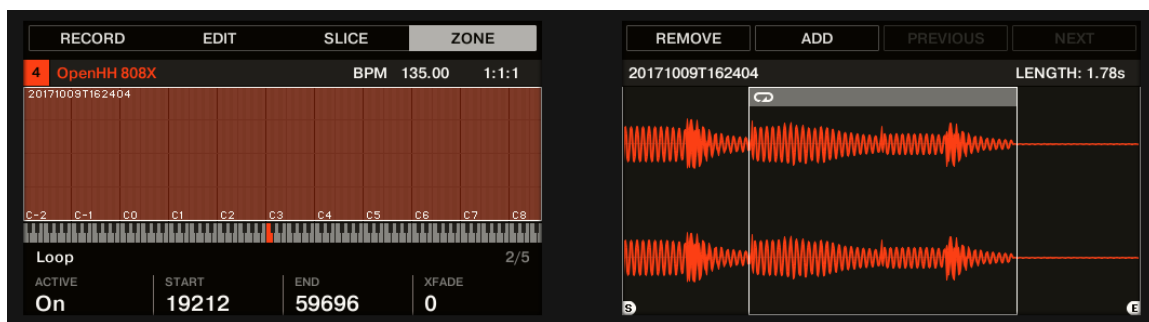 RECORD EDIT SLICE ZONE
4 OpenHH 808X BPM 135.00 1:1:1
20171009T162404
C-2 C-1 C0 C1 C2 C3 C4 C5 C6 C7 C8
Loop 2/5
ACTIVE START END XFADE
On 19212 59696 0
REMOVE ADD PREVIOUS NEXT
20171009T162404 LENGTH: 1.78s
S E